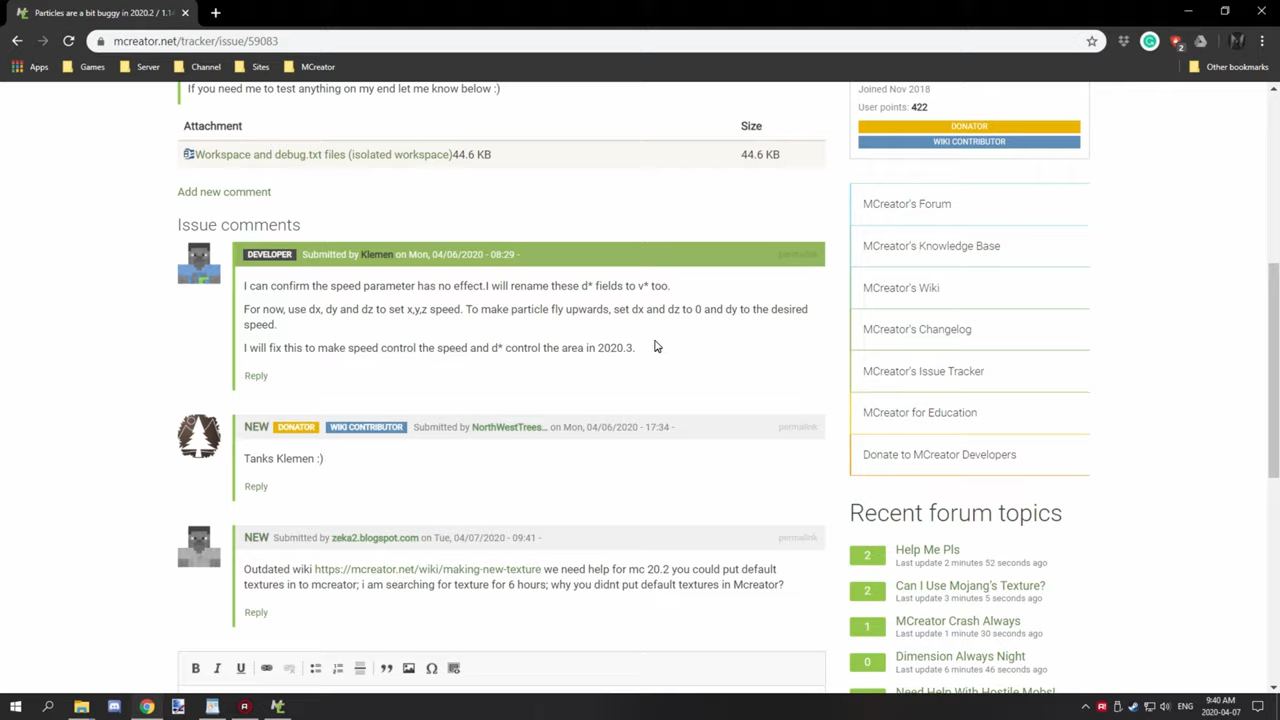 Particles are a bit buggy in 2020.2 / 1.1
mcreator.net/tracker/issue/59083
Apps
Games
Server
Channel
Sites
MCreator
Other bookmarks
If you need me to test anything on my end let me know below :)
Attachment
Size
Workspace and debug.txt files (isolated workspace)44.6 KB
44.6 KB
Add new comment
Issue comments
DEVELOPER Submitted by Klemen on Mon, 04/06/2020 - 08:29 -
permalink
I can confirm the speed parameter has no effect.I will rename these d* fields to v* too.
For now, use dx, dy and dz to set x,y,z speed. To make particle fly upwards, set dx and dz to 0 and dy to the desired
speed.
I will fix this to make speed control the speed and d* control the area in 2020.3.
Reply
NEW DONATOR WIKI CONTRIBUTOR Submitted by NorthWestTrees... on Mon, 04/06/2020 - 17:34 -
permalink
Tanks Klemen :)
Reply
NEW Submitted by zeka2.blogspot.com on Tue, 04/07/2020 - 09:41 -
permalink
Outdated wiki https://mcreator.net/wiki/making-new-texture we need help for mc 20.2 you could put default
textures in to mcreator; i am searching for texture for 6 hours; why you didnt put default textures in Mcreator?
Reply
B I U
Joined Nov 2018
User points: 422
DONATOR
WIKI CONTRIBUTOR
MCreator's Forum
MCreator's Knowledge Base
MCreator's Wiki
MCreator's Changelog
MCreator's Issue Tracker
MCreator for Education
Donate to MCreator Developers
Recent forum topics
2
Help Me Pls
Last update 2 minutes 52 seconds ago
2
Can I Use Mojang's Texture?
Last update 3 minutes 5 seconds ago
1
MCreator Crash Always
Last update 1 minute 30 seconds ago
0
Dimension Always Night
Last update 6 minutes 46 seconds ago
Need Help With Hostile Mobs!
ENG
9:40 AM
2020-04-07